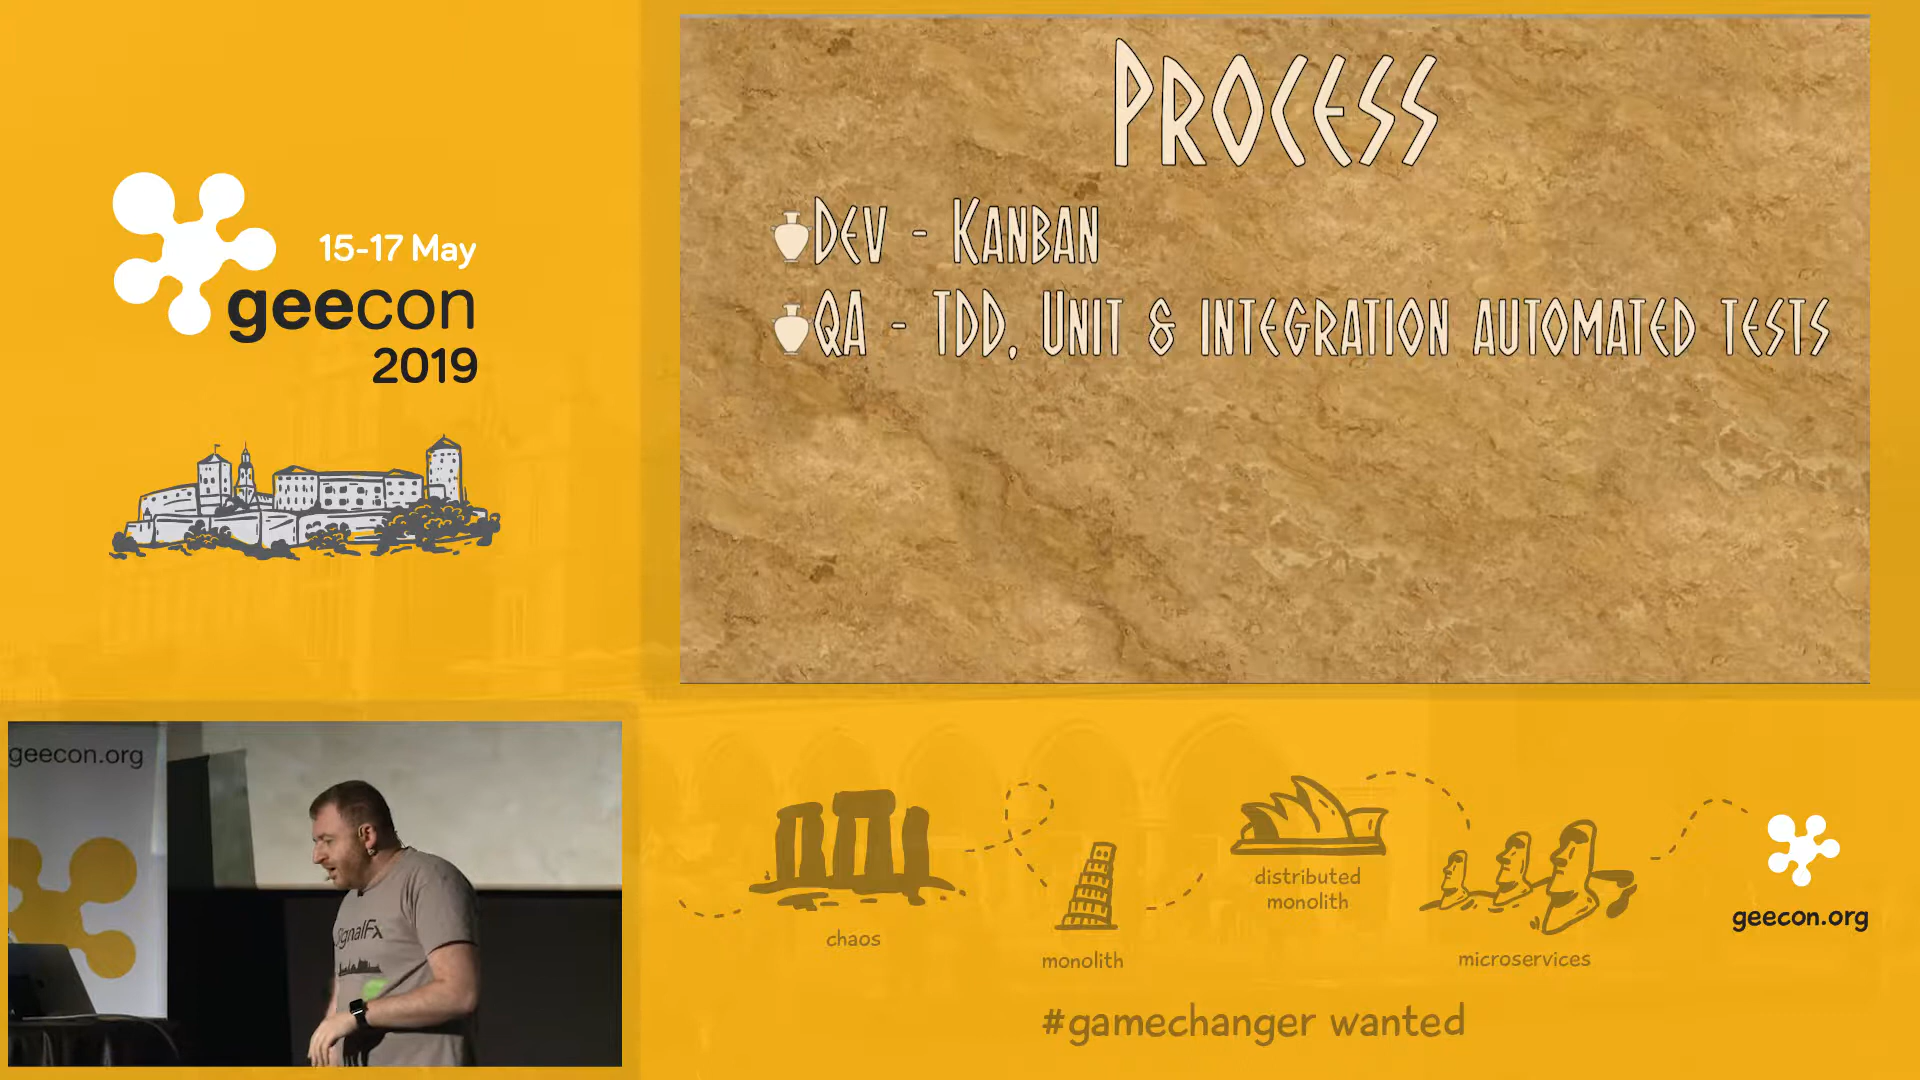 15-17 May
geecon
2019
PROCESS
DEV - KANBAN
QA - TDD, UNIT & INTEGRATION AUTOMATED TESTS
geecon.org
SignalFx
chaos
monolith
distributed
monolith
microservices
geecon.org
#gamechanger wanted